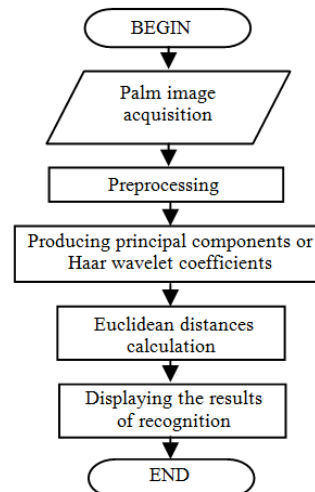 BEGIN
Palm image
acquisition
Preprocessing
Producing principal components or
Haar wavelet coefficients
Euclidean distances
calculation
Displaying the results
of recognition
END